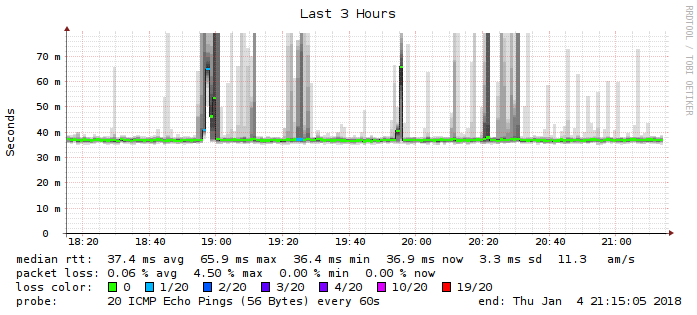 Last 3 Hours
RRDTOOL / TOBI OETIKER
Seconds
70 m
60 m
50 m
40 m
30 m
20 m
10 m
0
18:20 18:40 19:00 19:20 19:40 20:00 20:20 20:40 21:00
median rtt: 37.4 ms avg 65.9 ms max 36.4 ms min 36.9 ms now 3.3 ms sd 11.3 am/s
packet loss: 0.06 % avg 4.50 % max 0.00 % min 0.00 % now
loss color: 0 1/20 2/20 3/20 4/20 10/20 19/20
probe: 20 ICMP Echo Pings (56 Bytes) every 60s end: Thu Jan 4 21:15:05 2018